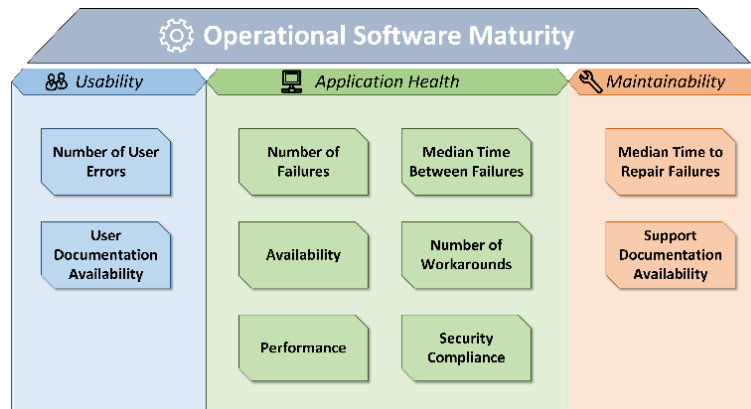 Operational Software Maturity
Usability
Application Health
Maintainability
Number of User
Errors
User
Documentation
Availability
Number of
Failures
Median Time
Between Failures
Availability
Number of
Workarounds
Performance
Security
Compliance
Median Time to
Repair Failures
Support
Documentation
Availability